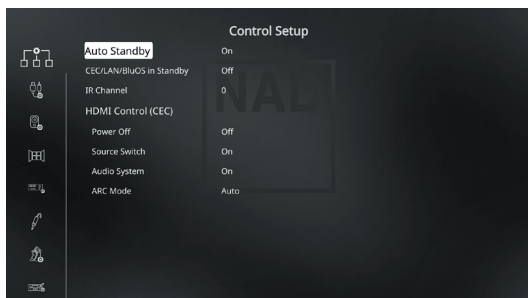 Control Setup
Auto Standby On
CEC/LAN/BluOS in Standby Off
IR Channel 0
NAD
HDMI Control (CEC)
Power Off Off
Source Switch On
Audio System On
ARC Mode Auto